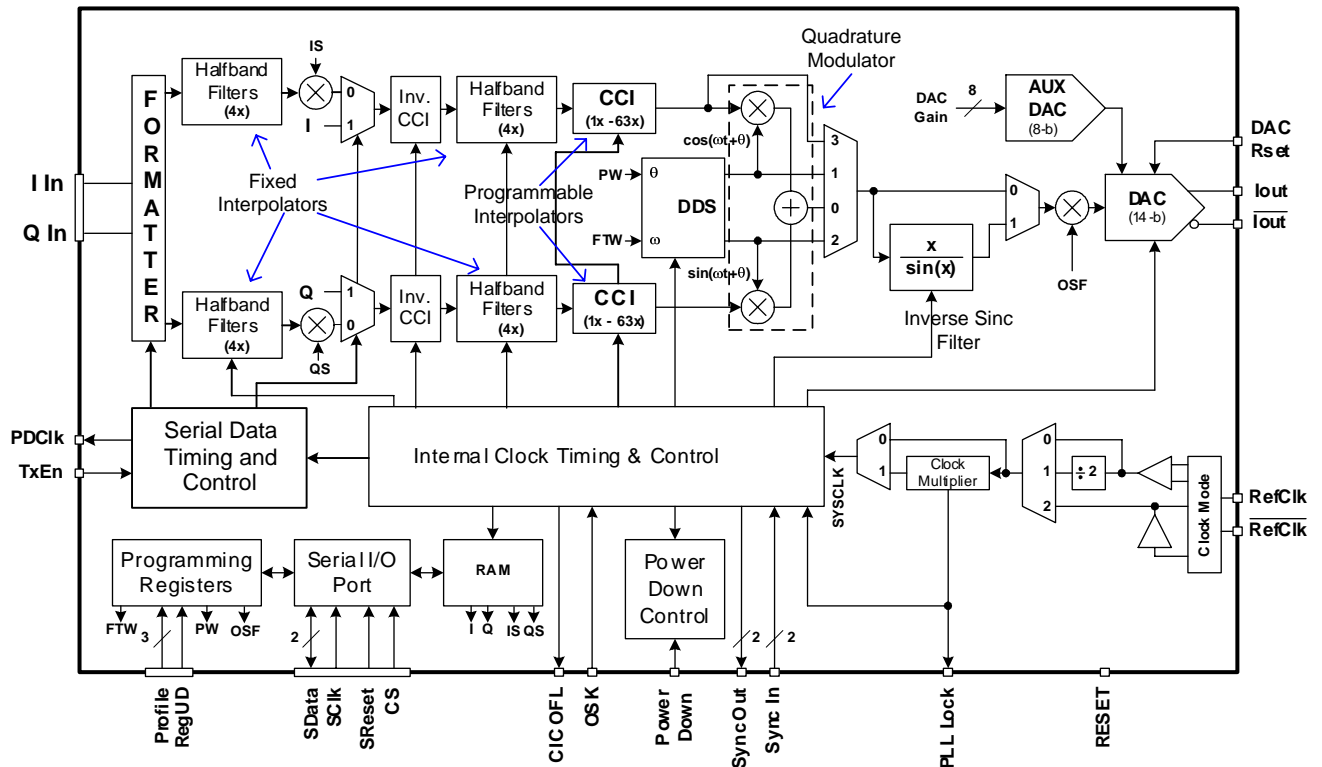 Quadrature
Modulator
IS
Halfband
Filters
(4x)
0
I
1
Inv.
CCI
Halfband
Filters
(4x)
CCI
(1x - 63x)
DAC
Gain
8
AUX
DAC
(8-b)
FORMATTER
I In
Q In
Fixed
Interpolators
Programmable
Interpolators
cos(ωt+θ)
PW
θ
DDS
FTW
ω
sin(ωt+θ)
+
3
1
0
2
x
sin(x)
Inverse Sinc
Filter
0
1
OSF
DAC
(14-b)
DAC
Rset
Iout
Iout
Halfband
Filters
(4x)
Q
1
0
QS
Inv.
CCI
Halfband
Filters
(4x)
CCI
(1x - 63x)
PDClk
TxEn
Serial Data
Timing and
Control
Internal Clock Timing & Control
SYSCLK
0
1
Clock
Multiplier
0
1
2
÷ 2
Clock Mode
RefClk
RefClk
Programming
Registers
Serial I/O
Port
RAM
Power
Down
Control
FTW
3
PW
OSF
2
I
Q
IS
QS
2
2
Profile
RegUD
SData
SClk
SReset
CS
CIC OFL
OSK
Power
Down
Sync Out
Sync In
PLL Lock
RESET